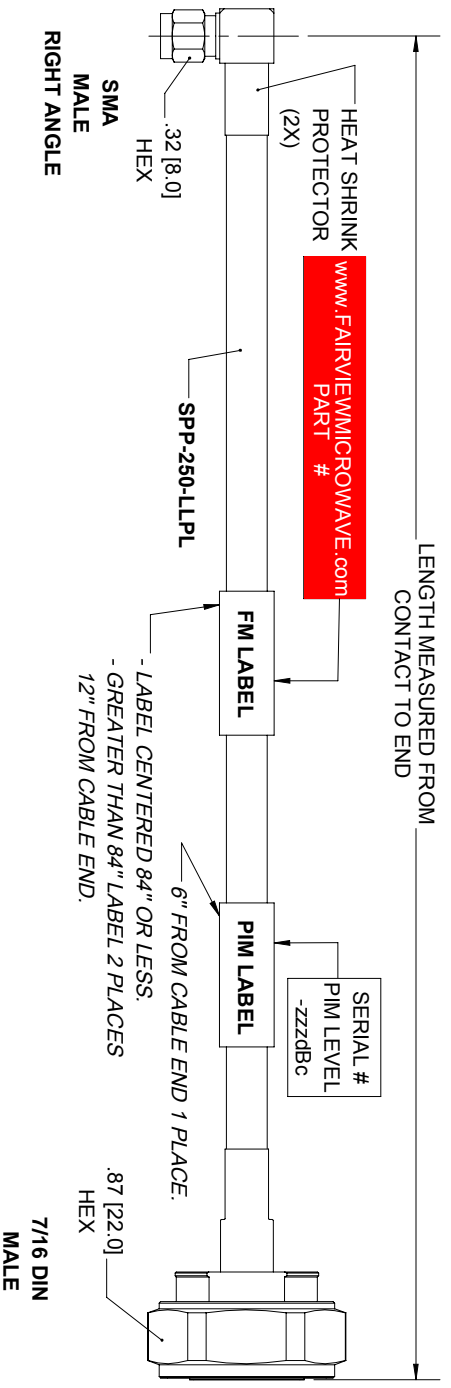 LENGTH MEASURED FROM
CONTACT TO END
HEAT SHRINK
PROTECTOR
(2X)
www.FAIRVIEWMICROWAVE.com
PART #
SERIAL #
PIM LEVEL
-zzzdBc
FM LABEL
PIM LABEL
SPP-250-LLPL
.32 [8.0]
HEX
SMA
MALE
RIGHT ANGLE
6" FROM CABLE END 1 PLACE.
- LABEL CENTERED 84" OR LESS.
- GREATER THAN 84" LABEL 2 PLACES
12" FROM CABLE END.
.87 [22.0]
HEX
7/16 DIN
MALE